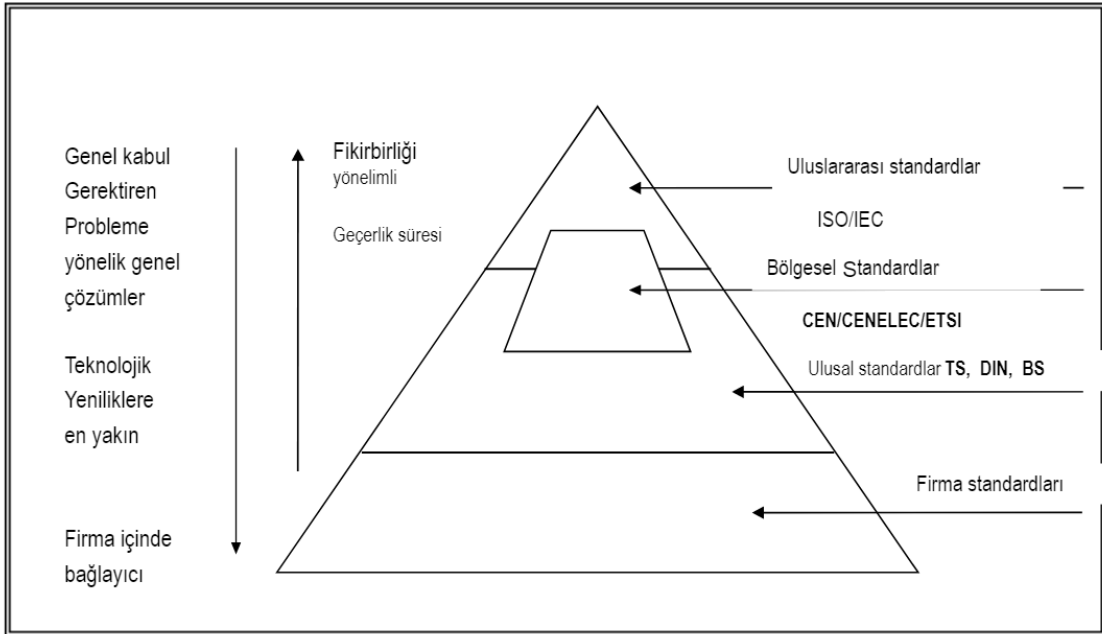 Genel kabul
Gerektiren
Probleme
yönelik genel
çözümler
Teknolojik
Yeniliklere
en yakın
Firma içinde
bağlayıcı
Fikirbirliği
yönelimli
Geçerlik süresi
Uluslararası standardlar
ISO/IEC
Bölgesel Standardlar
CEN/CENELEC/ETSI
Ulusal standardlar TS, DIN, BS
Firma standardları